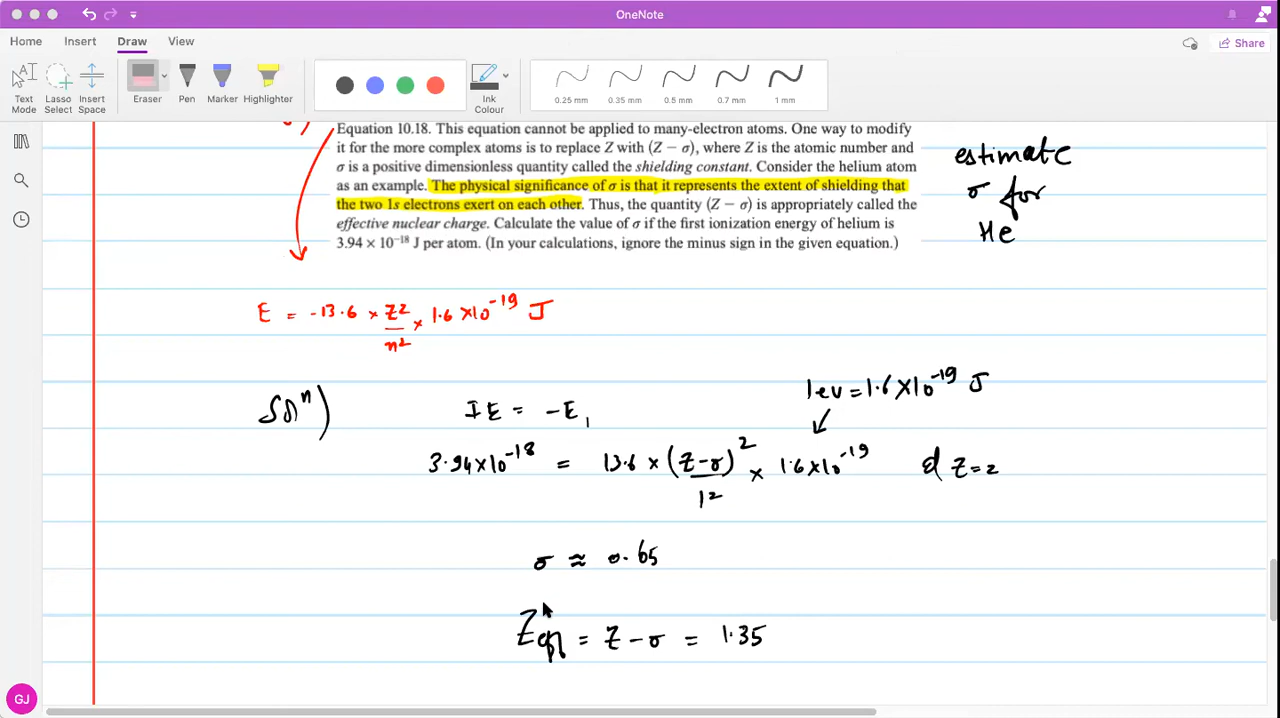 OneNote
Home Insert Draw View
Share
Text Mode
Lasso Select
Insert Space
Eraser
Pen
Marker
Highlighter
Ink Colour
0.25 mm
0.35 mm
0.5 mm
0.7 mm
1 mm
Equation 10.18. This equation cannot be applied to many-electron atoms. One way to modify
it for the more complex atoms is to replace Z with (Z − σ), where Z is the atomic number and
σ is a positive dimensionless quantity called the shielding constant. Consider the helium atom
as an example. The physical significance of σ is that it represents the extent of shielding that
the two 1s electrons exert on each other. Thus, the quantity (Z − σ) is appropriately called the
effective nuclear charge. Calculate the value of σ if the first ionization energy of helium is
3.94 × 10⁻¹⁸ J per atom. (In your calculations, ignore the minus sign in the given equation.)
estimate
σ for
He
E = -13.6 × Z²/n² × 1.6 × 10⁻¹⁹ J
1ev = 1.6 × 10⁻¹⁹ J
Solⁿ)
IE = -E₁
3.94 × 10⁻¹⁸ = 13.6 × (Z-σ)²/1² × 1.6 × 10⁻¹⁹ & Z = 2
σ ≈ 0.65
Zeff = Z - σ = 1.35
GJ